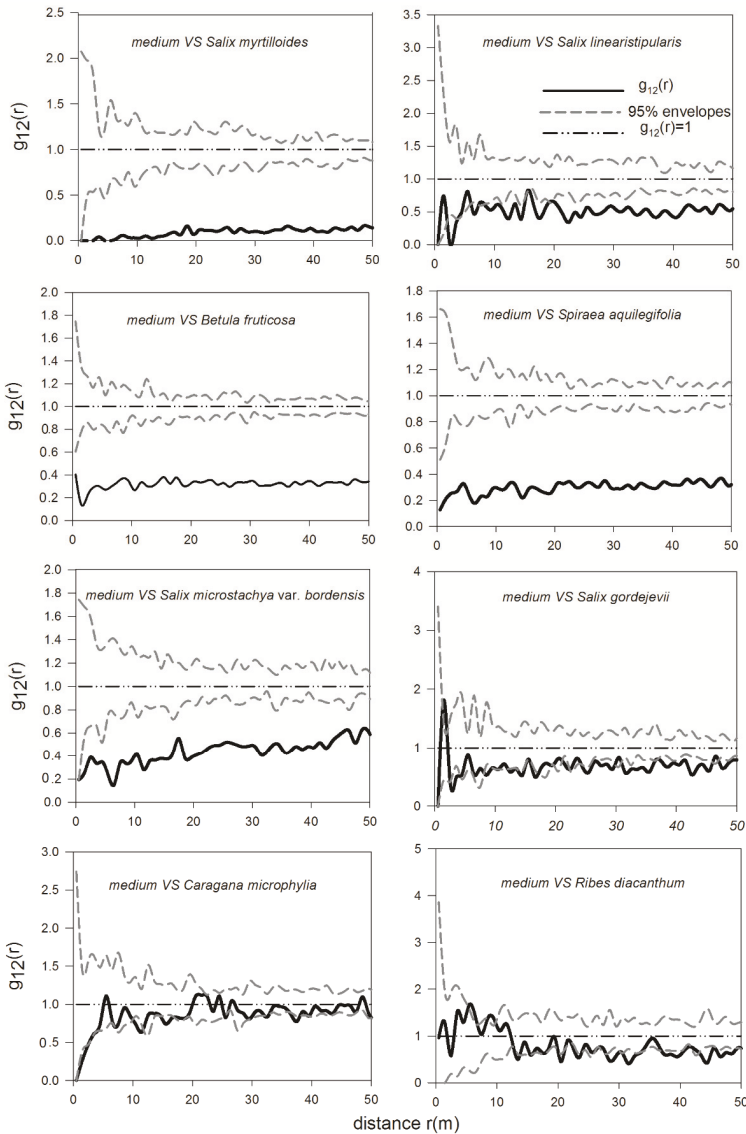 medium VS Salix myrtilloides
g12(r)
2.5
2.0
1.5
1.0
0.5
0.0
0 10 20 30 40 50
medium VS Salix linearistipularis
g12(r)
95% envelopes
g12(r)=1
3.5
3.0
2.5
2.0
1.5
1.0
0.5
0.0
0 10 20 30 40 50
medium VS Betula fruticosa
g12(r)
2.0
1.8
1.6
1.4
1.2
1.0
0.8
0.6
0.4
0.2
0.0
0 10 20 30 40 50
medium VS Spiraea aquilegifolia
1.8
1.6
1.4
1.2
1.0
0.8
0.6
0.4
0.2
0.0
0 10 20 30 40 50
medium VS Salix microstachya var. bordensis
g12(r)
2.0
1.8
1.6
1.4
1.2
1.0
0.8
0.6
0.4
0.2
0.0
0 10 20 30 40 50
medium VS Salix gordejevii
4
3
2
1
0
0 10 20 30 40 50
medium VS Caragana microphylia
g12(r)
3.0
2.5
2.0
1.5
1.0
0.5
0.0
0 10 20 30 40 50
medium VS Ribes diacanthum
5
4
3
2
1
0
0 10 20 30 40 50
distance r(m)